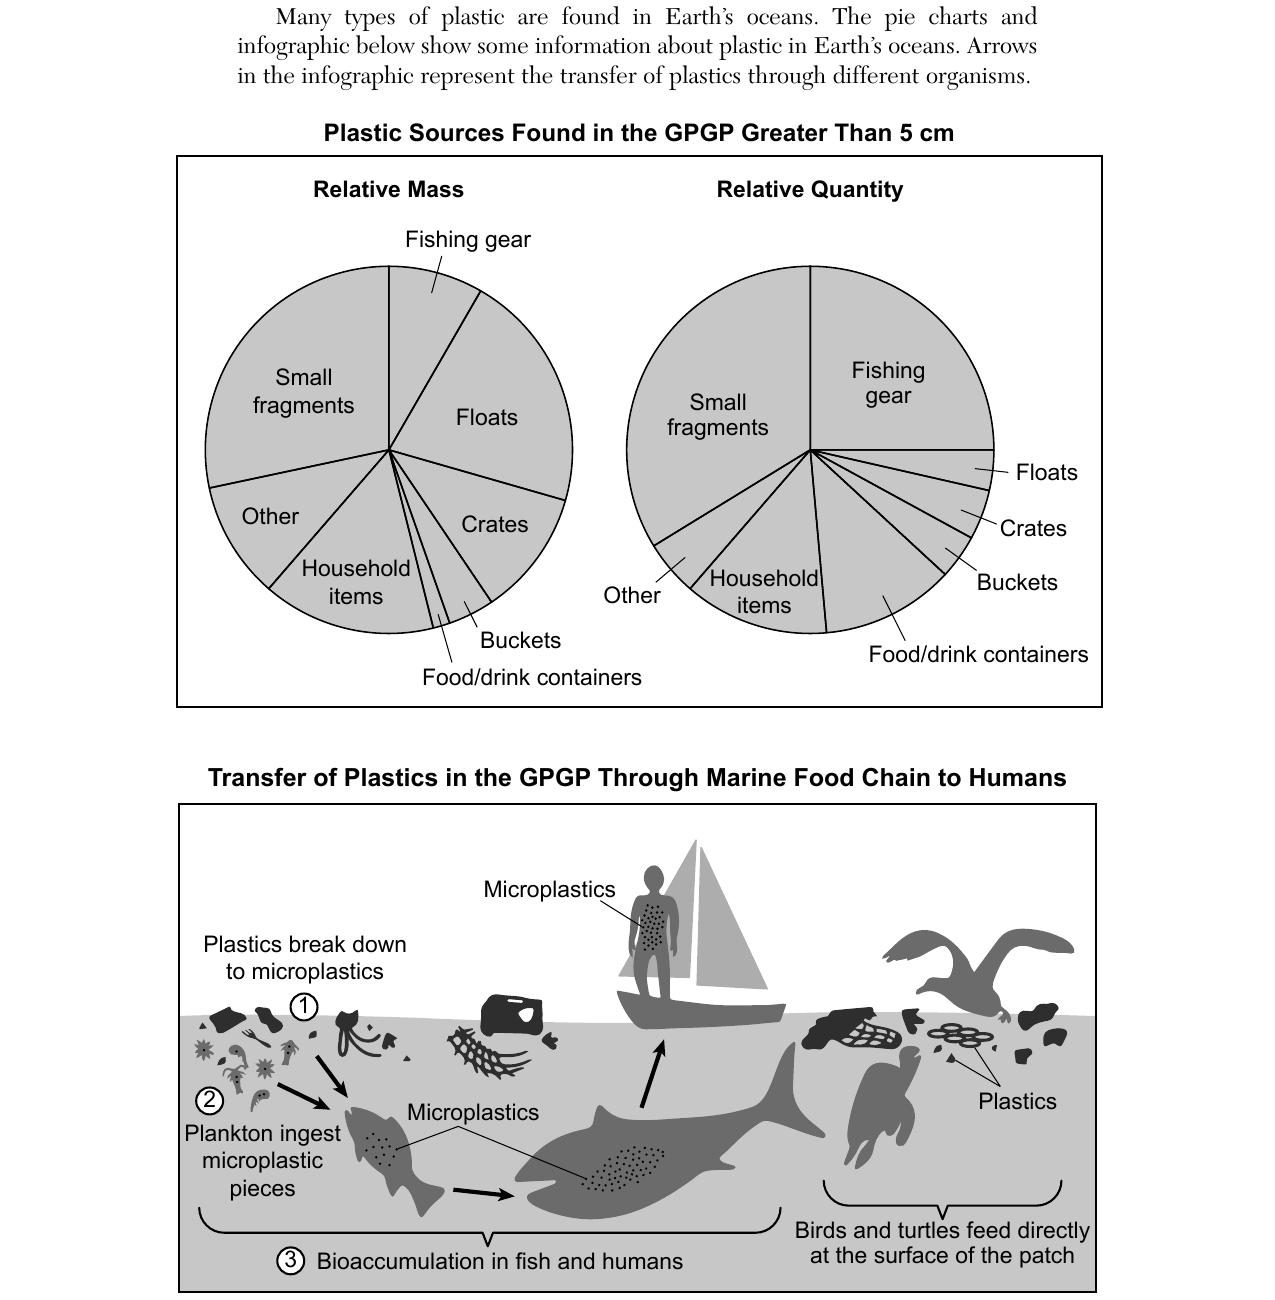 Many types of plastic are found in Earth’s oceans. The pie charts and
infographic below show some information about plastic in Earth’s oceans. Arrows
in the infographic represent the transfer of plastics through different organisms.
Plastic Sources Found in the GPGP Greater Than 5 cm
Relative Mass
Fishing gear
Small
fragments
Floats
Other
Crates
Household
items
Buckets
Food/drink containers
Relative Quantity
Fishing
gear
Small
fragments
Floats
Crates
Buckets
Other
Household
items
Food/drink containers
Transfer of Plastics in the GPGP Through Marine Food Chain to Humans
Microplastics
Plastics break down
to microplastics
1
2
Plankton ingest
microplastic
pieces
Microplastics
Plastics
3 Bioaccumulation in fish and humans
Birds and turtles feed directly
at the surface of the patch